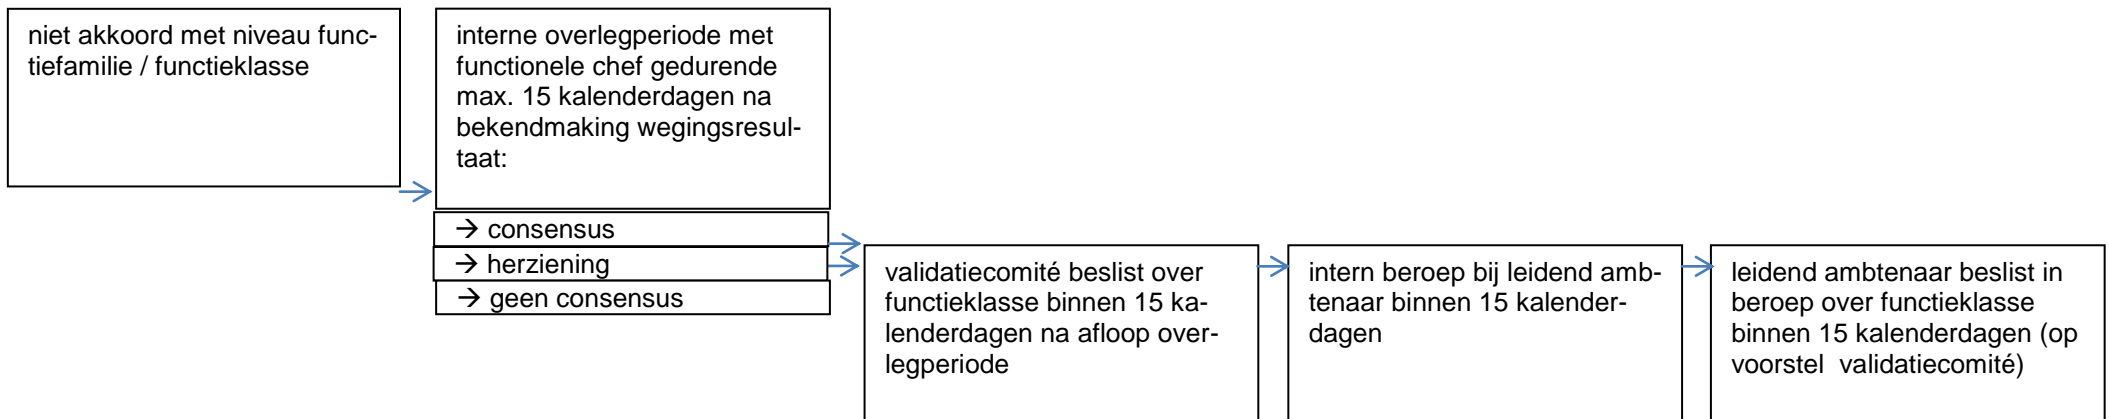 niet akkoord met niveau func-
tiefamilie / functieklasse
interne overlegperiode met
functionele chef gedurende
max. 15 kalenderdagen na
bekendmaking wegingsresul-
taat:
→ consensus
→ herziening
→ geen consensus
validatiecomité beslist over
functieklasse binnen 15 ka-
lenderdagen na afloop over-
legperiode
intern beroep bij leidend amb-
tenaar binnen 15 kalender-
dagen
leidend ambtenaar beslist in
beroep over functieklasse
binnen 15 kalenderdagen (op
voorstel validatiecomité)